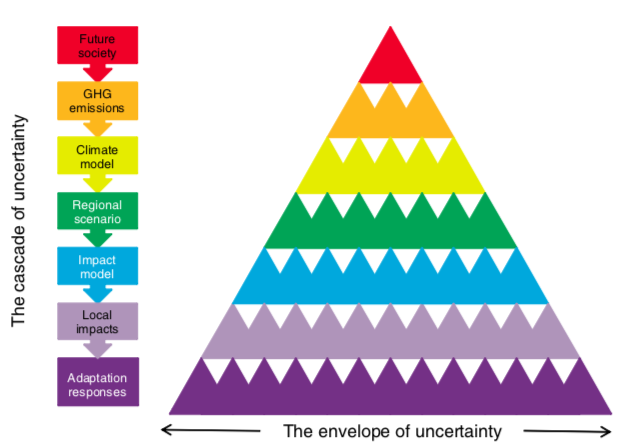 The cascade of uncertainty
Future
society
GHG
emissions
Climate
model
Regional
scenario
Impact
model
Local
impacts
Adaptation
responses
The envelope of uncertainty